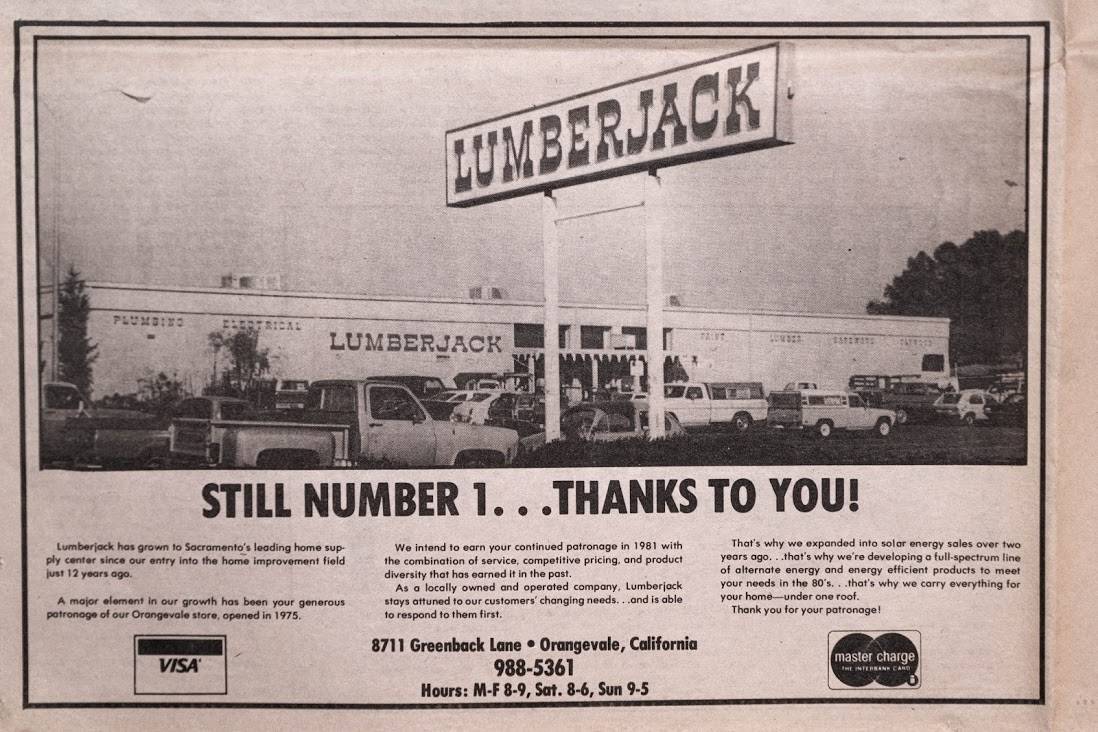 LUMBERJACK
PLUMBING ELECTRICAL LUMBERJACK PAINT LUMBER HARDWARE PLYWOOD
STILL NUMBER 1. . .THANKS TO YOU!
Lumberjack has grown to Sacramento's leading home sup-
ply center since our entry into the home improvement field
just 12 years ago.
A major element in our growth has been your generous
patronage of our Orangevale store, opened in 1975.
We intend to earn your continued patronage in 1981 with
the combination of service, competitive pricing, and product
diversity that has earned it in the past.
As a locally owned and operated company, Lumberjack
stays attuned to our customers' changing needs. . .and is able
to respond to them first.
That's why we expanded into solar energy sales over two
years ago. . .that's why we're developing a full-spectrum line
of alternate energy and energy efficient products to meet
your needs in the 80's. . .that's why we carry everything for
your home—under one roof.
Thank you for your patronage!
VISA
8711 Greenback Lane • Orangevale, California
988-5361
Hours: M-F 8-9, Sat. 8-6, Sun 9-5
master charge
THE INTERBANK CARD
i